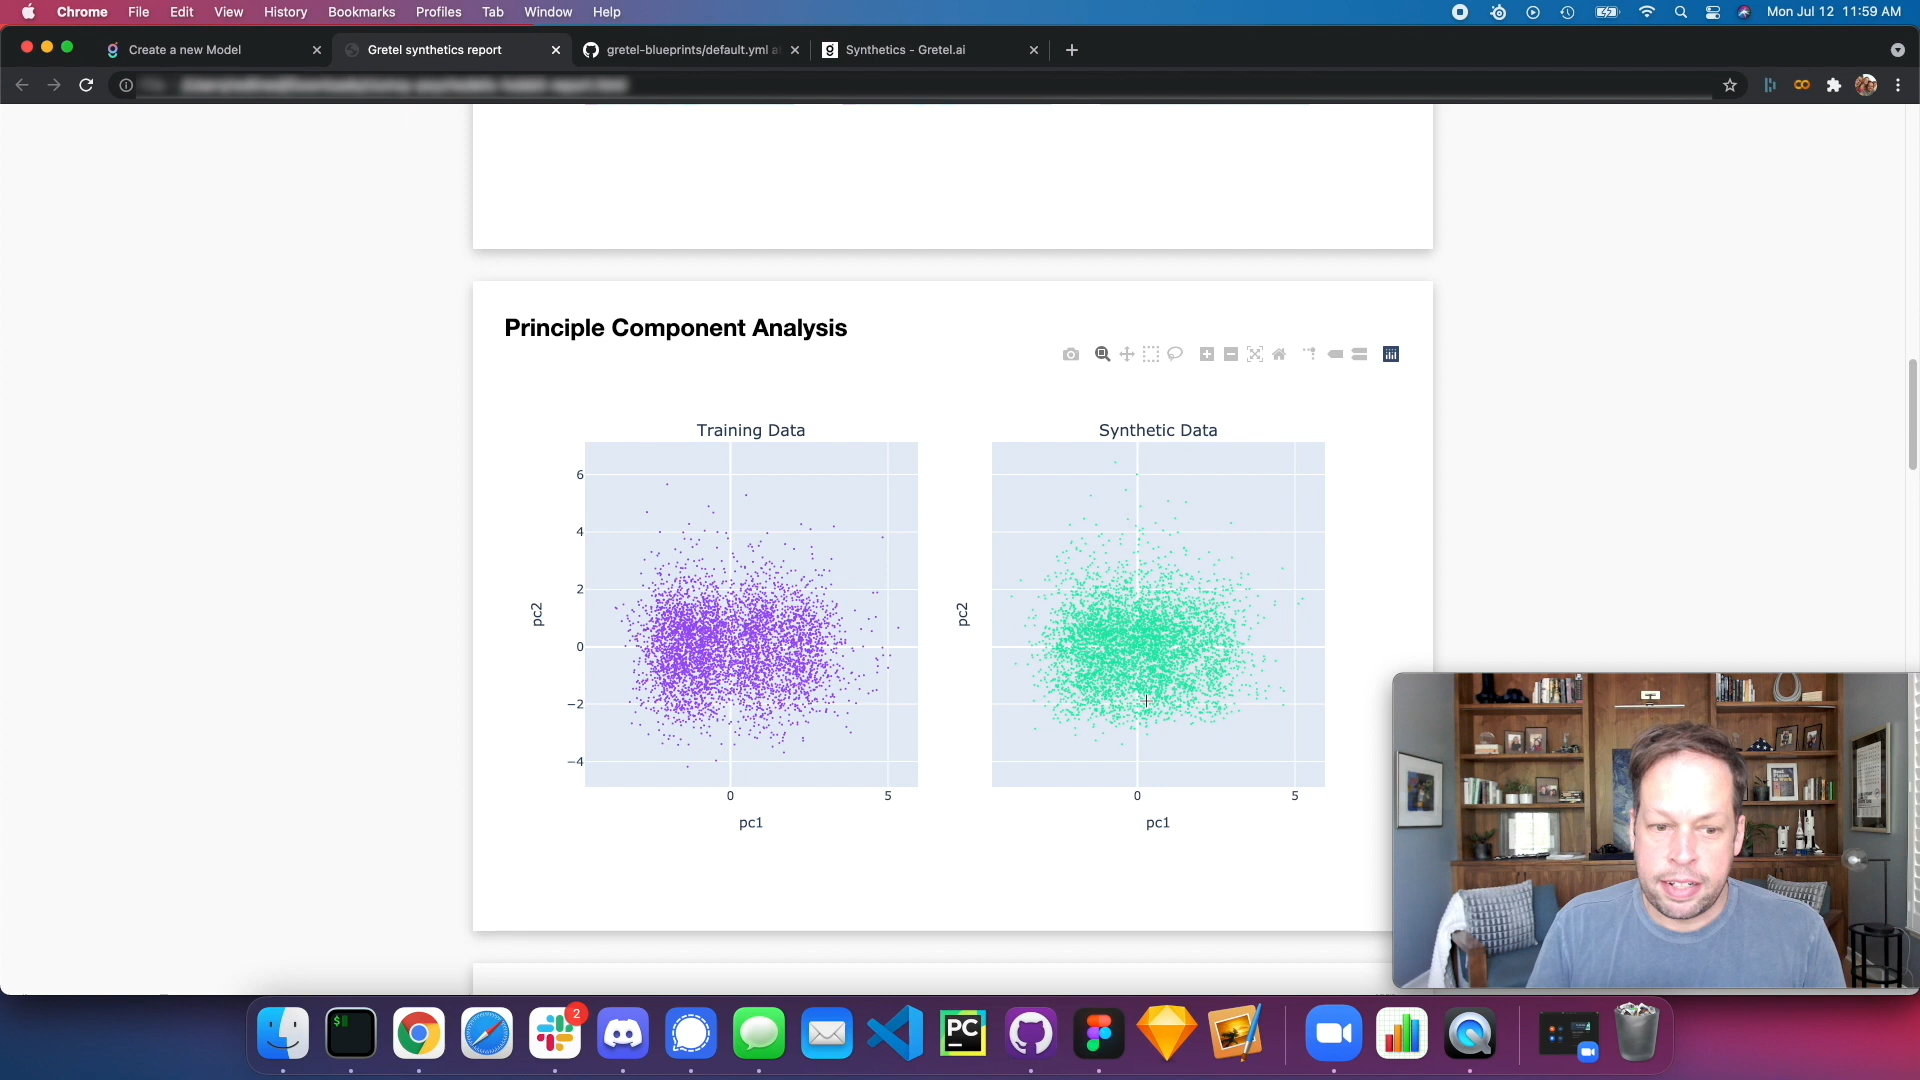 Chrome File Edit View History Bookmarks Profiles Tab Window Help Mon Jul 12 11:59 AM
Create a new Model Gretel synthetics report gretel-blueprints/default.yml a Synthetics - Gretel.ai
Principle Component Analysis
Training Data Synthetic Data
6
4
2
0
−2
−4
pc2 pc2
0 5 0 5
pc1 pc1
2
$
PC